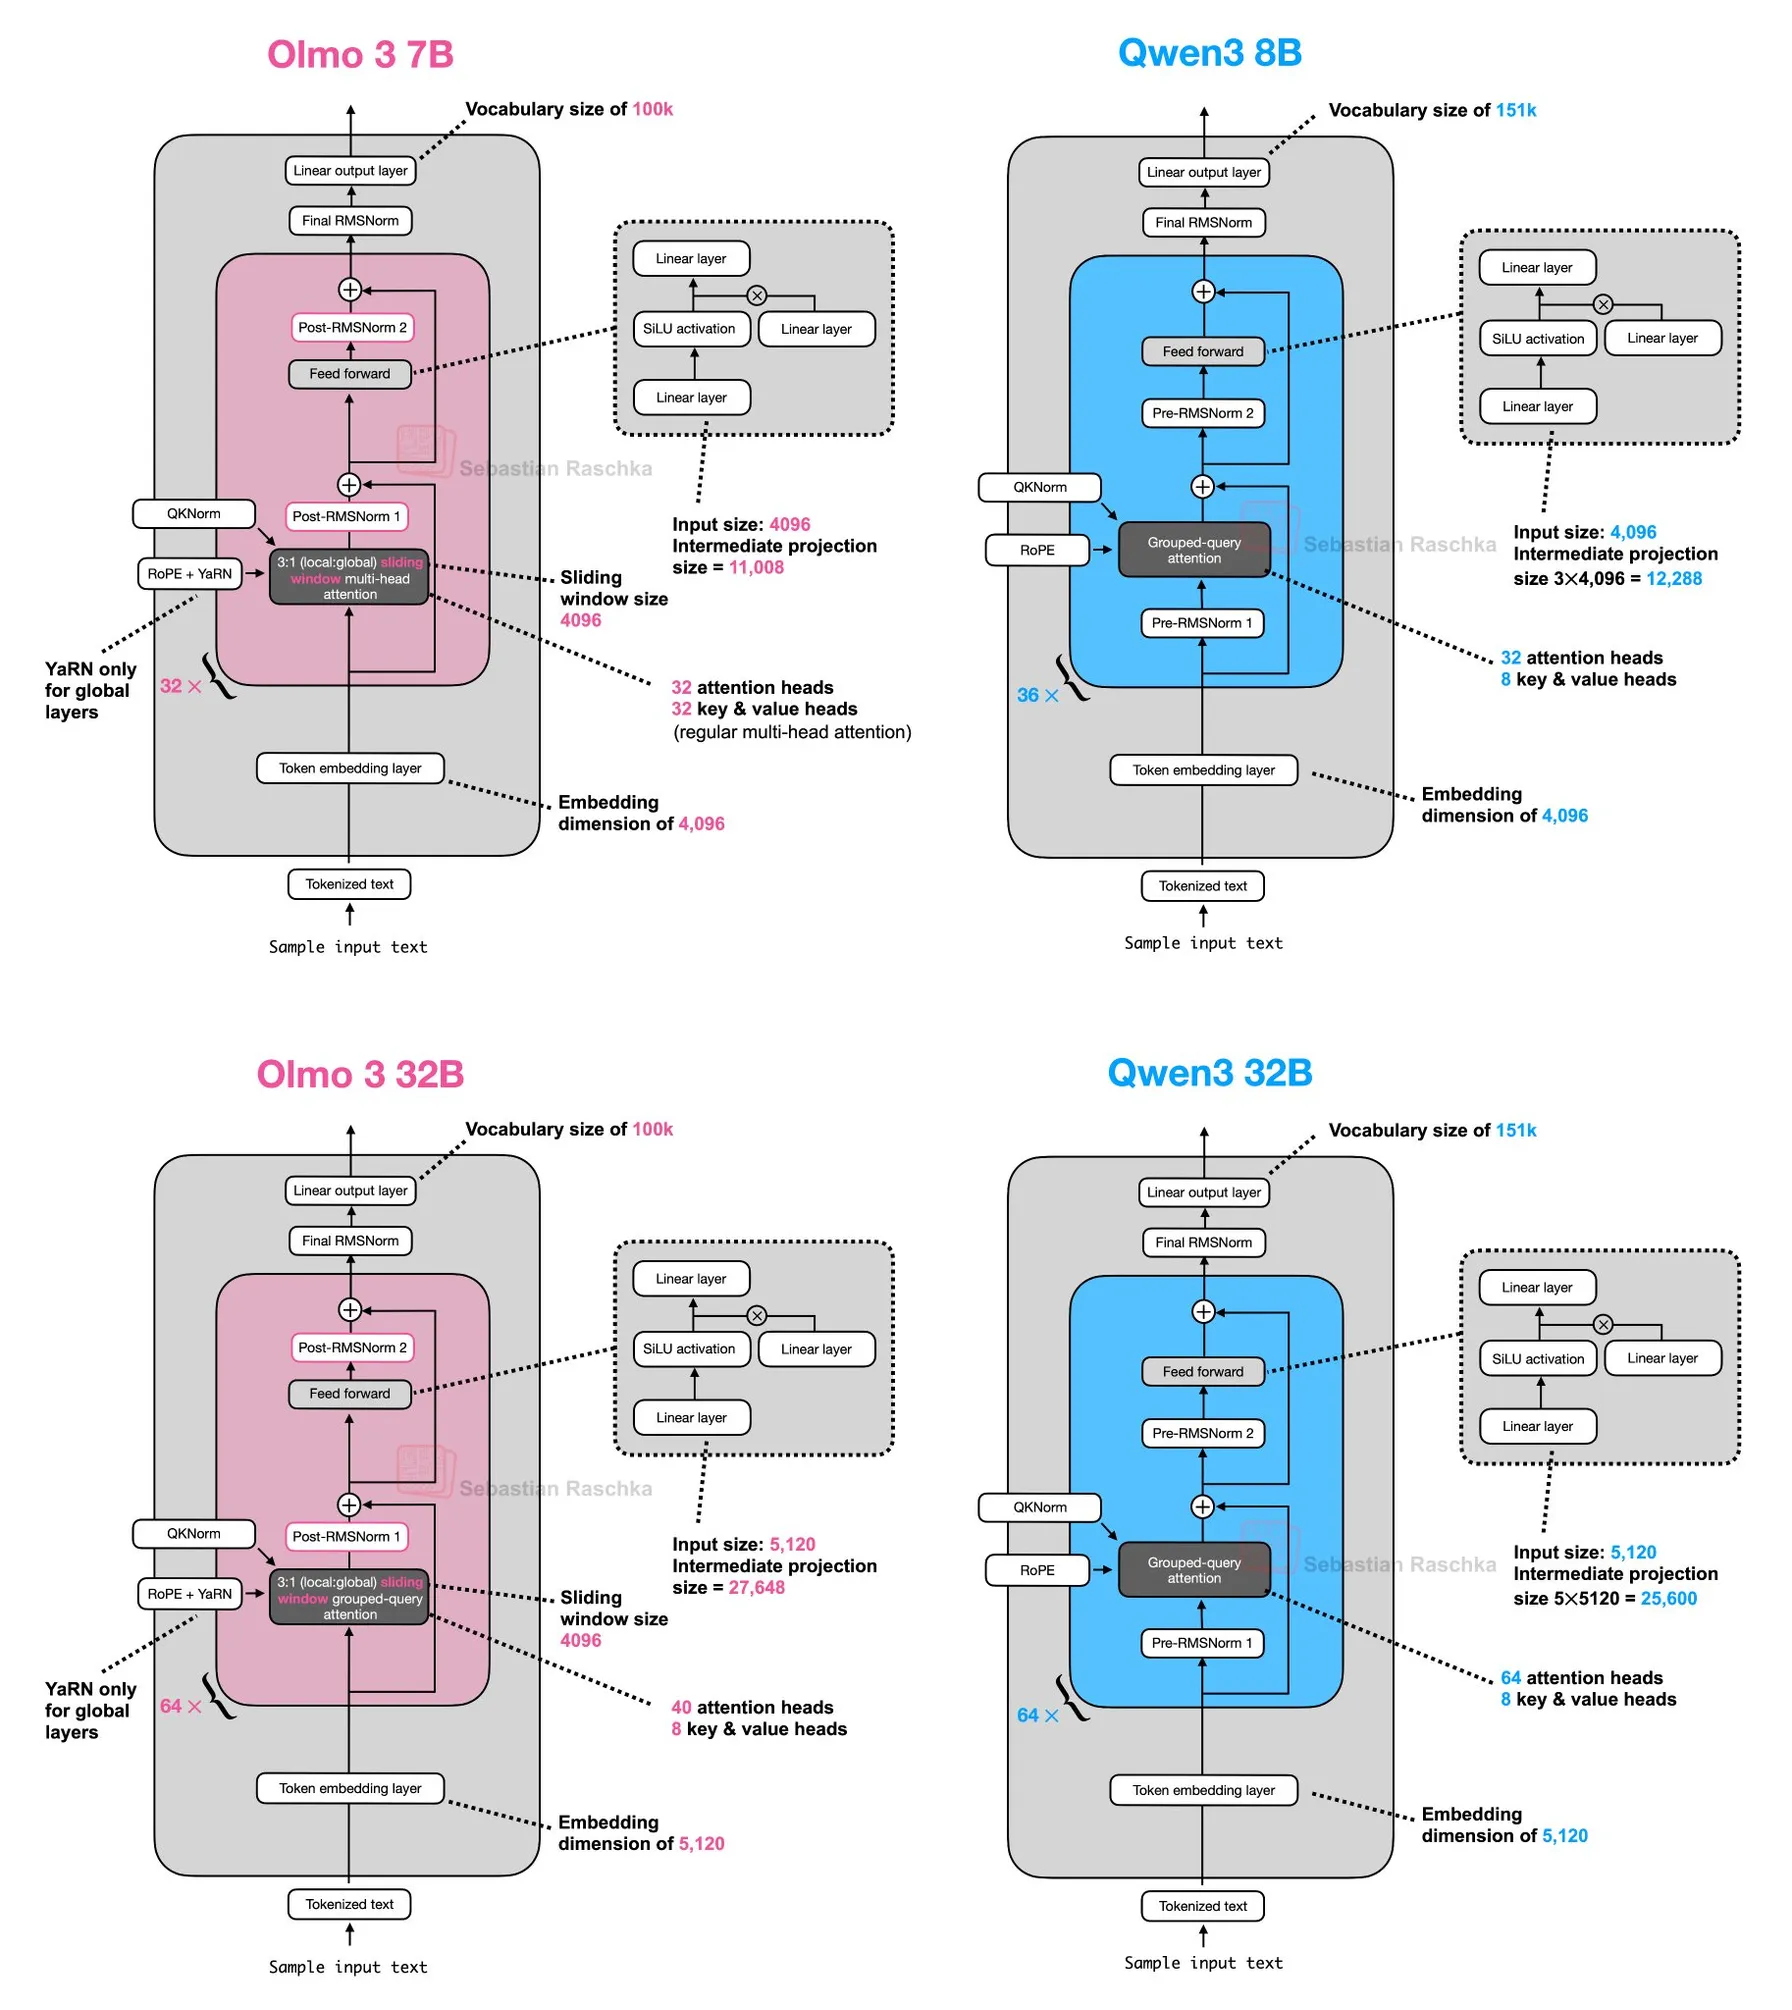 Olmo 3 7B
Vocabulary size of 100k
Linear output layer
Final RMSNorm
Post-RMSNorm 2
Feed forward
Linear layer
SiLU activation
Linear layer
Linear layer
Sebastian Raschka
QKNorm
Post-RMSNorm 1
RoPE + YaRN
3:1 (local:global) sliding
window multi-head
attention
Input size: 4096
Intermediate projection
size = 11,008
Sliding
window size
4096
YaRN only
for global
layers
32 ×
32 attention heads
32 key & value heads
(regular multi-head attention)
Token embedding layer
Embedding
dimension of 4,096
Tokenized text
Sample input text
Qwen3 8B
Vocabulary size of 151k
Linear output layer
Final RMSNorm
Feed forward
Pre-RMSNorm 2
Linear layer
SiLU activation
Linear layer
Linear layer
QKNorm
RoPE
Grouped-query
attention
Sebastian Raschka
Pre-RMSNorm 1
Input size: 4,096
Intermediate projection
size 3×4,096 = 12,288
36 ×
32 attention heads
8 key & value heads
Token embedding layer
Embedding
dimension of 4,096
Tokenized text
Sample input text
Olmo 3 32B
Vocabulary size of 100k
Linear output layer
Final RMSNorm
Post-RMSNorm 2
Feed forward
Linear layer
SiLU activation
Linear layer
Linear layer
Sebastian Raschka
QKNorm
Post-RMSNorm 1
RoPE + YaRN
3:1 (local:global) sliding
window grouped-query
attention
Input size: 5,120
Intermediate projection
size = 27,648
Sliding
window size
4096
YaRN only
for global
layers
64 ×
40 attention heads
8 key & value heads
Token embedding layer
Embedding
dimension of 5,120
Tokenized text
Sample input text
Qwen3 32B
Vocabulary size of 151k
Linear output layer
Final RMSNorm
Feed forward
Pre-RMSNorm 2
Linear layer
SiLU activation
Linear layer
Linear layer
QKNorm
RoPE
Grouped-query
attention
Sebastian Raschka
Pre-RMSNorm 1
Input size: 5,120
Intermediate projection
size 5×5120 = 25,600
64 ×
64 attention heads
8 key & value heads
Token embedding layer
Embedding
dimension of 5,120
Tokenized text
Sample input text